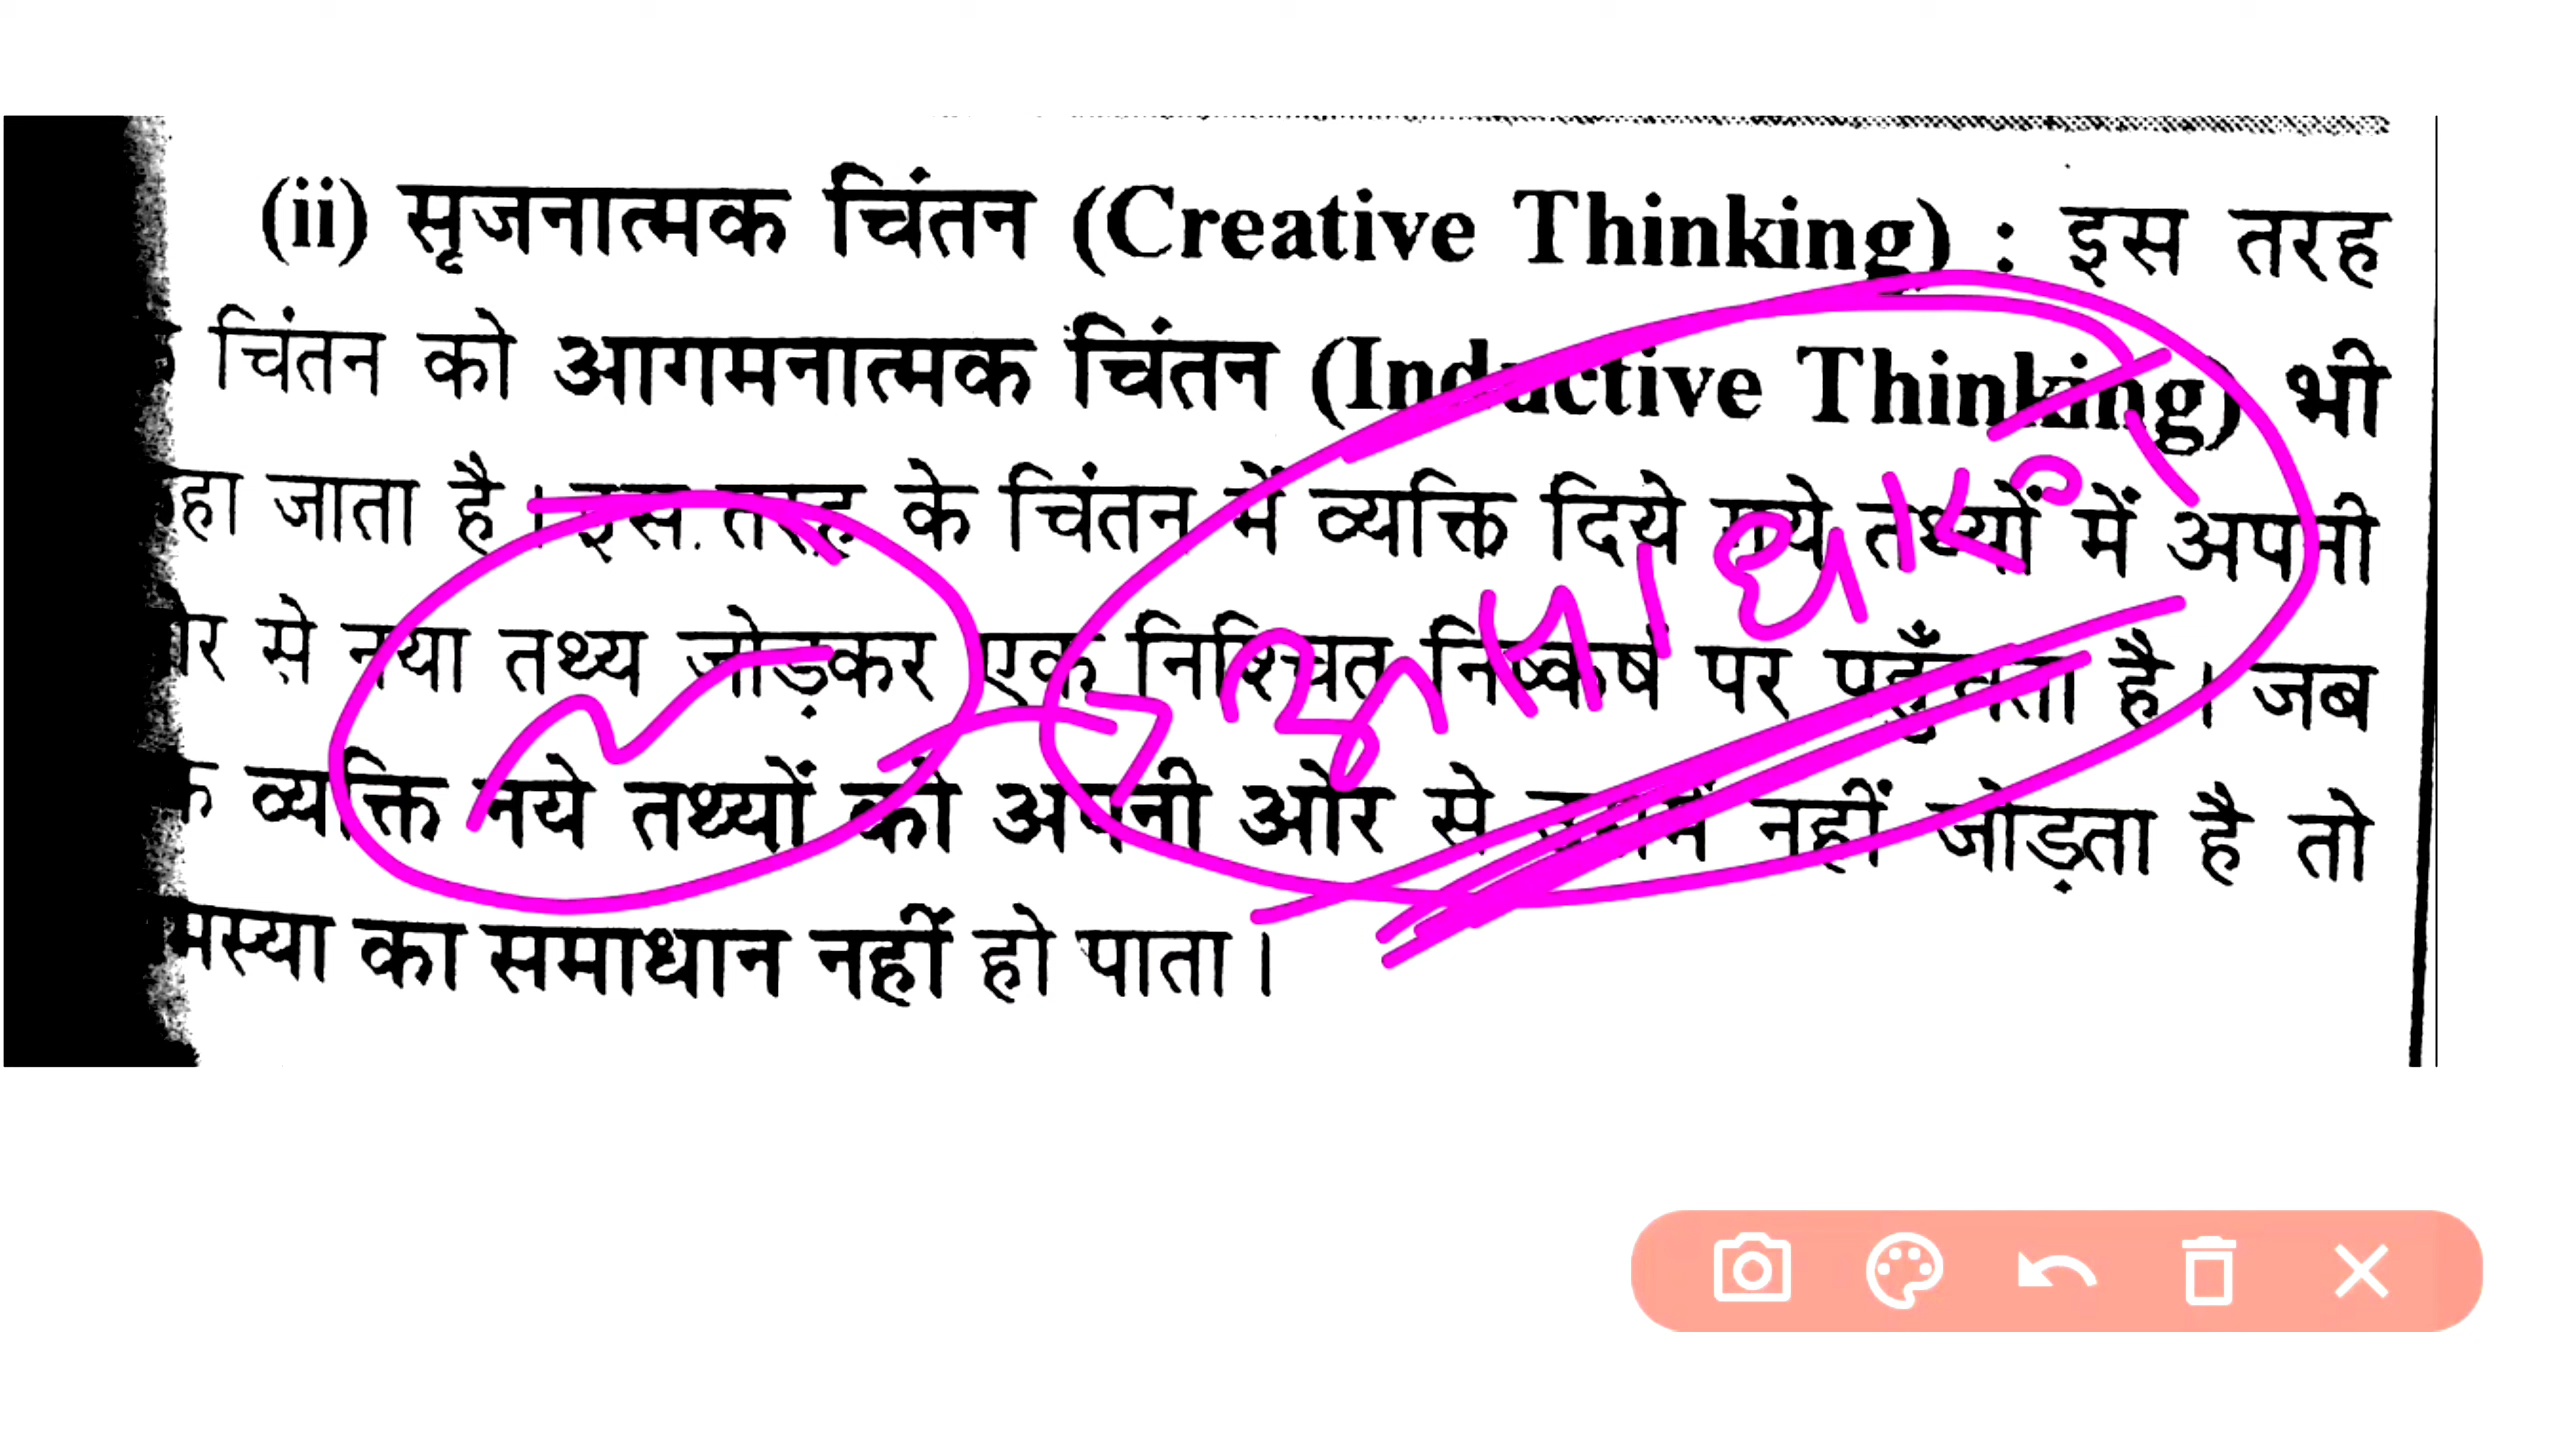 (ii) सृजनात्मक चिंतन (Creative Thinking) : इस तरह
चिंतन को आगमनात्मक चिंतन (Inductive Thinking) भी
हा जाता है। इस तरह के चिंतन में व्यक्ति दिये गये तथ्यों में अपनी
र से नया तथ्य जोड़कर एक निश्चित निष्कर्ष पर पहुँचता है। जब
क व्यक्ति नये तथ्यों को अपनी ओर से उसमें नहीं जोड़ता है तो
मस्या का समाधान नहीं हो पाता।